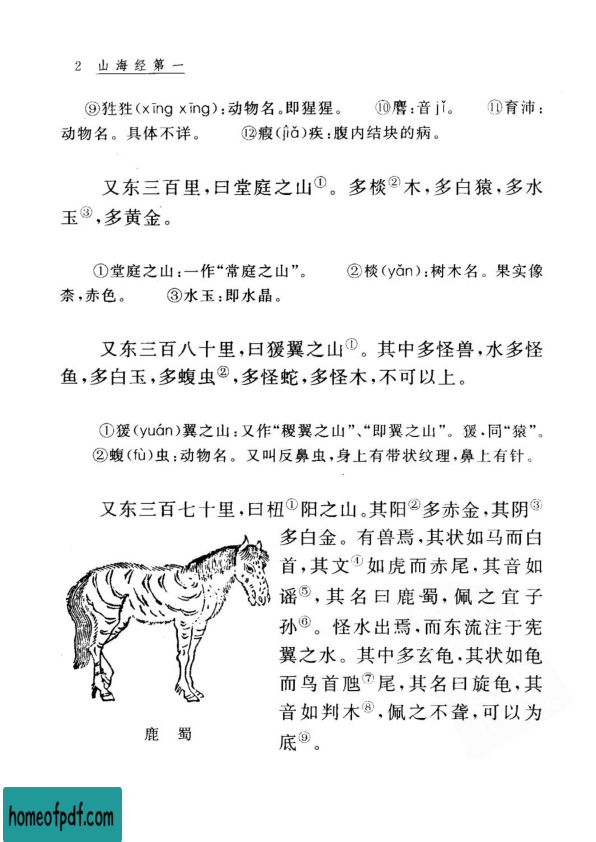 2 山海经第一
⑨狌狌(xīng xīng):动物名。即猩猩。 ⑩麿:音jǐ。 ⑪育沛:
动物名。具体不详。 ⑫瘕(jiǎ)疾:腹内结块的病。
又东三百里,曰堂庭之山①。多棪②木,多白猿,多水
玉③,多黄金。
①堂庭之山:一作“常庭之山”。 ②棪(yǎn):树木名。果实像
柰,赤色。 ③水玉:即水晶。
又东三百八十里,曰猨翼之山①。其中多怪兽,水多怪
鱼,多白玉,多蝮虫②,多怪蛇,多怪木,不可以上。
①猨(yuán)翼之山:又作“稷翼之山”、“即翼之山”。猨,同“猿”。
②蝮(fù)虫:动物名。又叫反鼻虫,身上有带状纹理,鼻上有针。
又东三百七十里,曰杻①阳之山。其阳②多赤金,其阴③
多白金。有兽焉,其状如马而白
首,其文④如虎而赤尾,其音如
谣⑤,其名曰鹿蜀,佩之宜子
孙⑥。怪水出焉,而东流注于宪
翼之水。其中多玄龟,其状如龟
而鸟首虺⑦尾,其名曰旋龟,其
音如判木⑧,佩之不聋,可以为
底⑨。
鹿蜀
homeofpdf.com